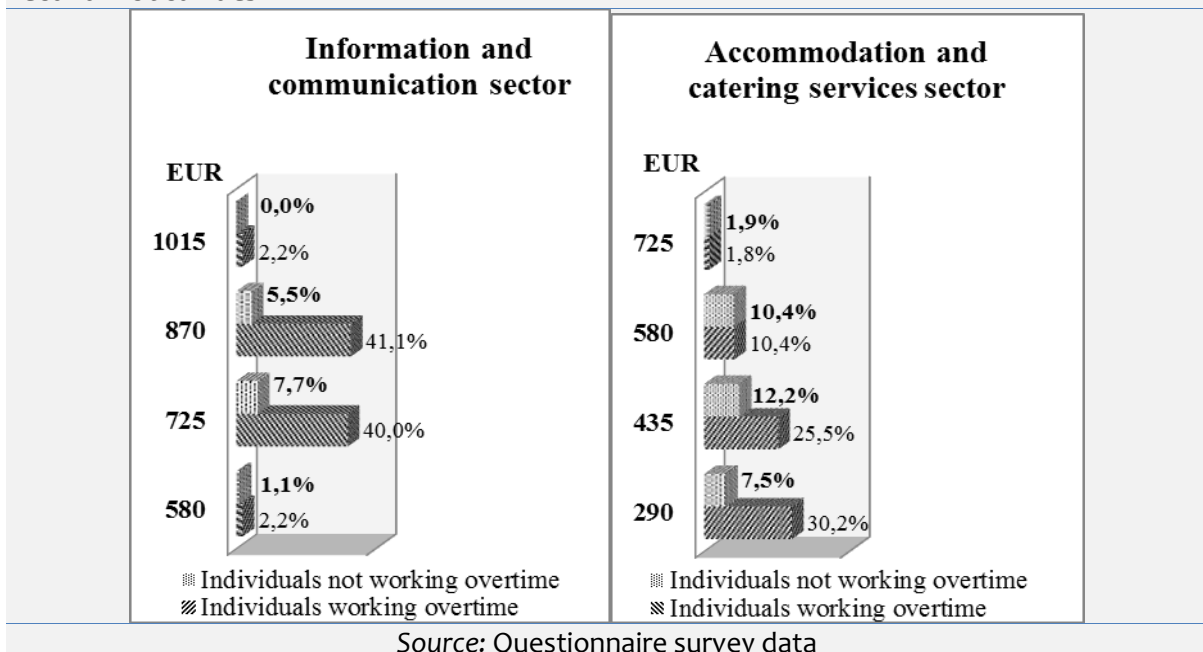 Information and
communication sector
EUR
1015
0,0%
2,2%
870
5,5%
41,1%
725
7,7%
40,0%
580
1,1%
2,2%
Individuals not working overtime
Individuals working overtime
Accommodation and
catering services sector
EUR
725
1,9%
1,8%
580
10,4%
10,4%
435
12,2%
25,5%
290
7,5%
30,2%
Individuals not working overtime
Individuals working overtime
Source: Questionnaire survey data